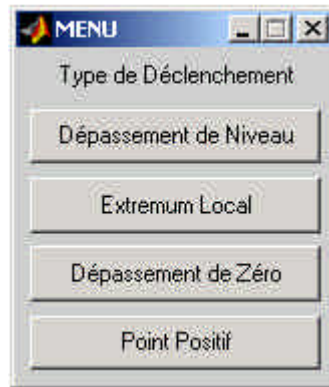 MENU
Type de Déclenchement
Dépassement de Niveau
Extremum Local
Dépassement de Zéro
Point Positif